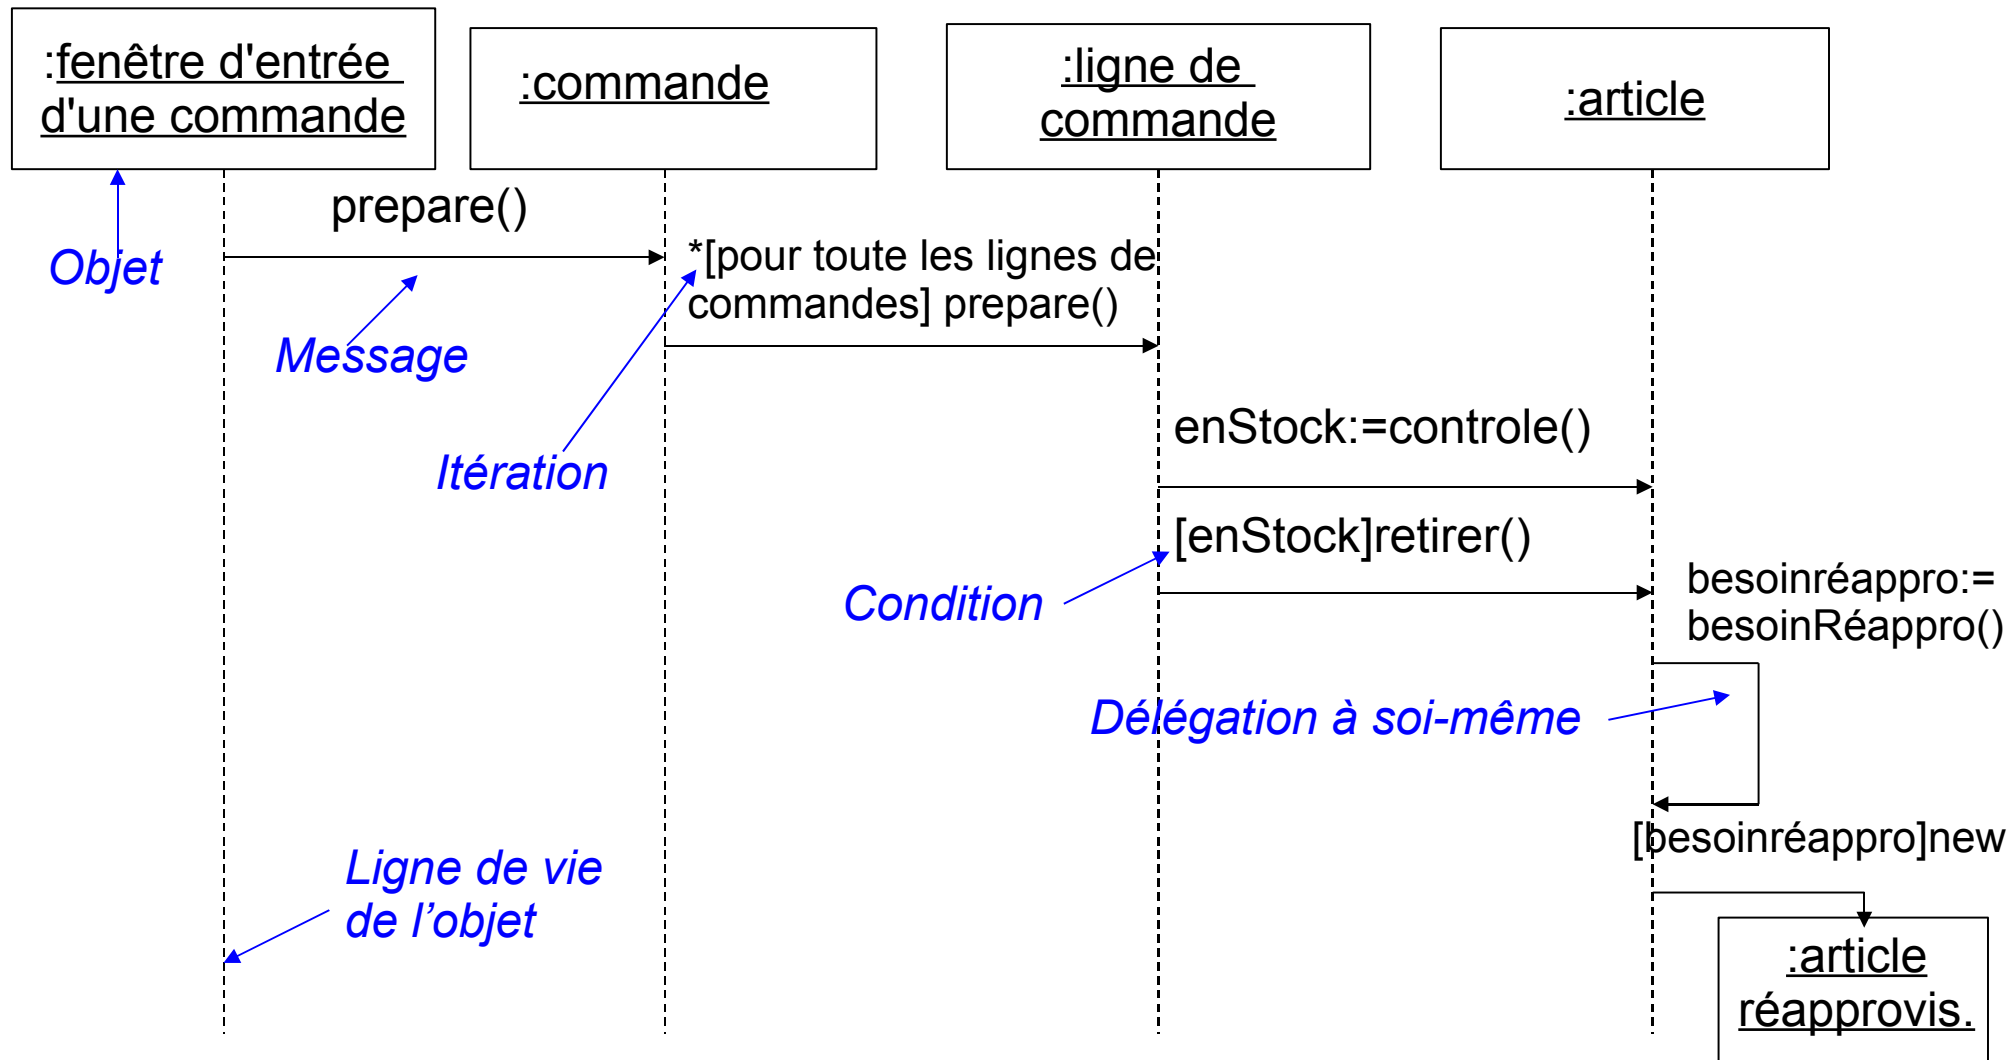 :fenêtre d'entrée
d'une commande
:commande
:ligne de
commande
:article
prepare()
Objet
*[pour toute les lignes de
commandes] prepare()
Message
Itération
enStock:=controle()
[enStock]retirer()
Condition
besoinréappro:=
besoinRéappro()
Délégation à soi-même
[besoinréappro]new
Ligne de vie
de l’objet
:article
réapprovis.